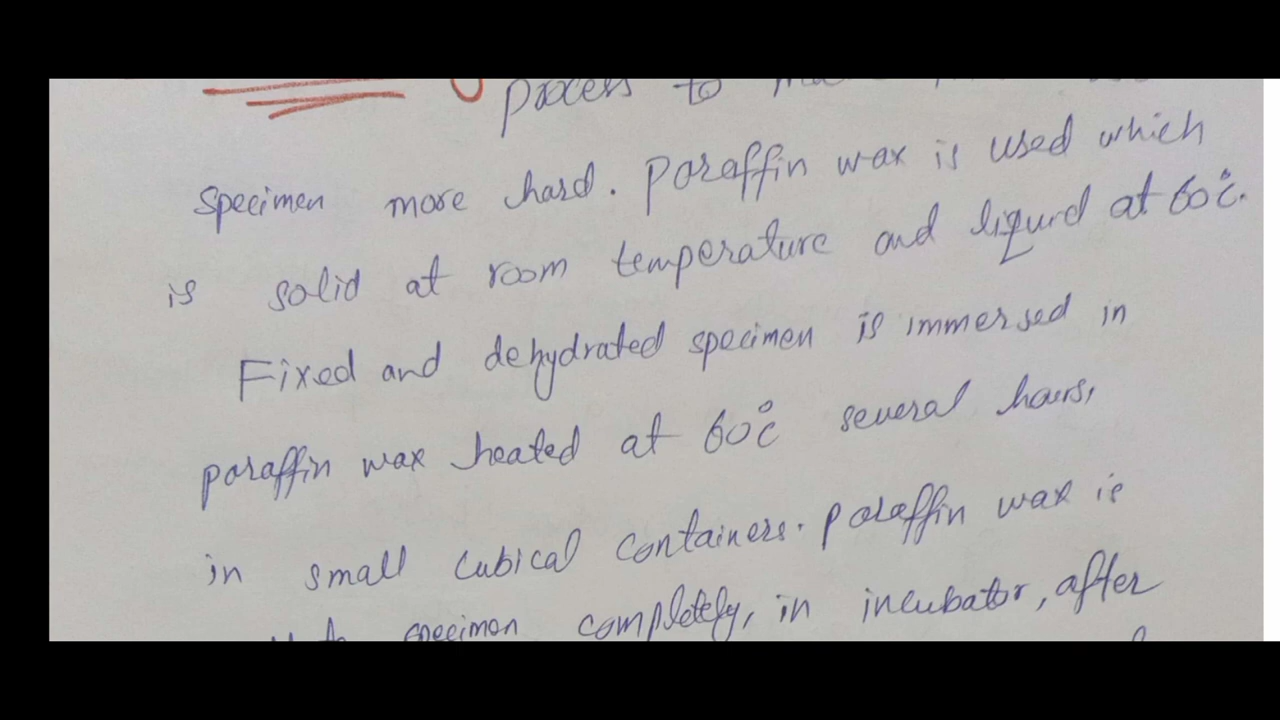 process to
specimen more hard. Paraffin wax is used which
is solid at room temperature and liquid at 60°c.
Fixed and dehydrated specimen is immersed in
paraffin wax heated at 60°c several hours,
in small cubical containers. paraffin wax is
specimen completely, in incubator, after